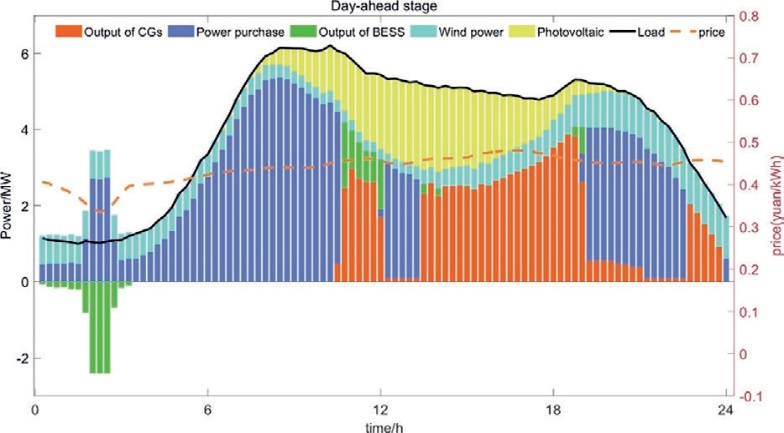 Day-ahead stage
Output of CGs Power purchase Output of BESS Wind power Photovoltaic Load price
Power/MW
6
4
2
0
-2
0 6 12 18 24
time/h
0.8
0.7
0.6
0.5
0.4
0.3
0.2
0.1
0
-0.1
price(yuan/kWh)